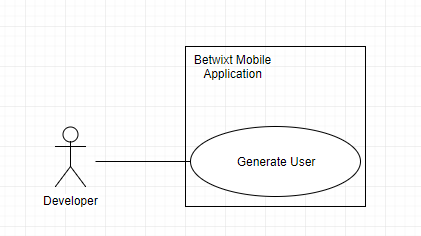 Betwixt Mobile
Application
Generate User
Developer